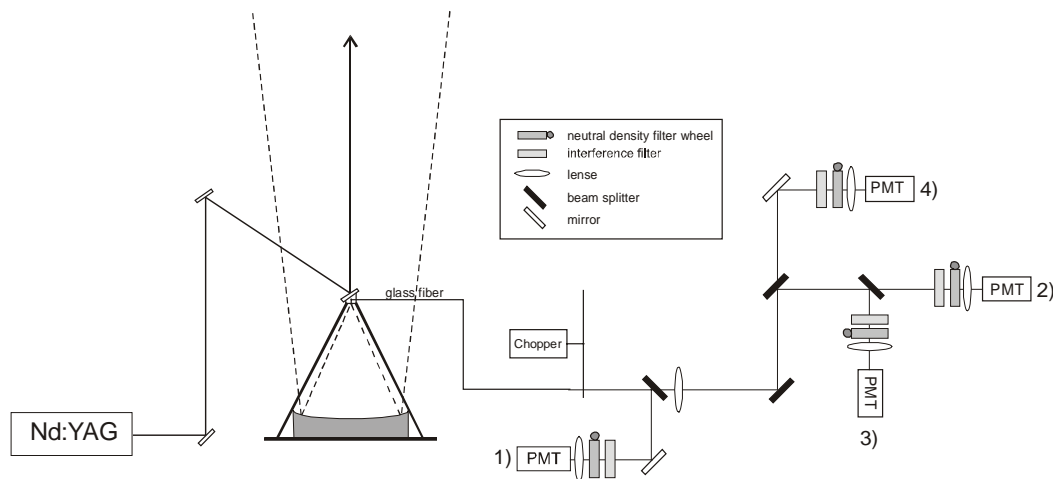 neutral density filter wheel
interference filter
lense
beam splitter
mirror
PMT 4)
glass fiber
PMT 2)
Chopper
PMT
3)
Nd:YAG
1) PMT